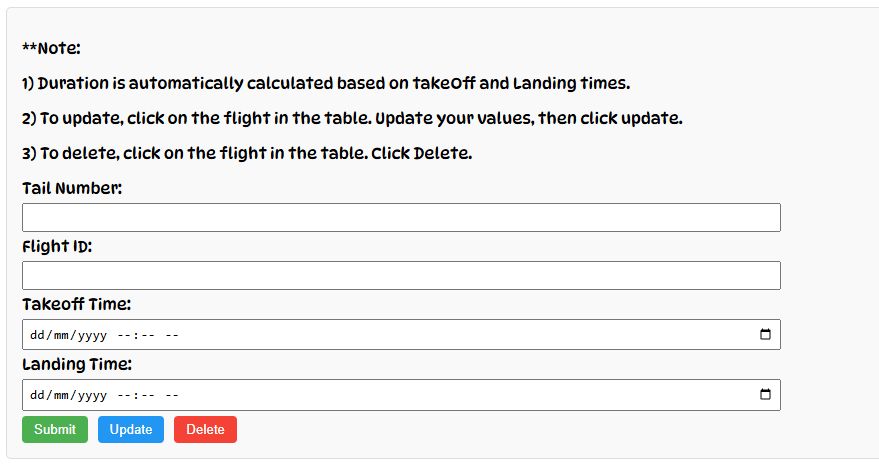 **Note:
1) Duration is automatically calculated based on takeOff and Landing times.
2) To update, click on the flight in the table. Update your values, then click update.
3) To delete, click on the flight in the table. Click Delete.
Tail Number:
Flight ID:
Takeoff Time:
dd/mm/yyyy --:-- --
Landing Time:
dd/mm/yyyy --:-- --
Submit Update Delete